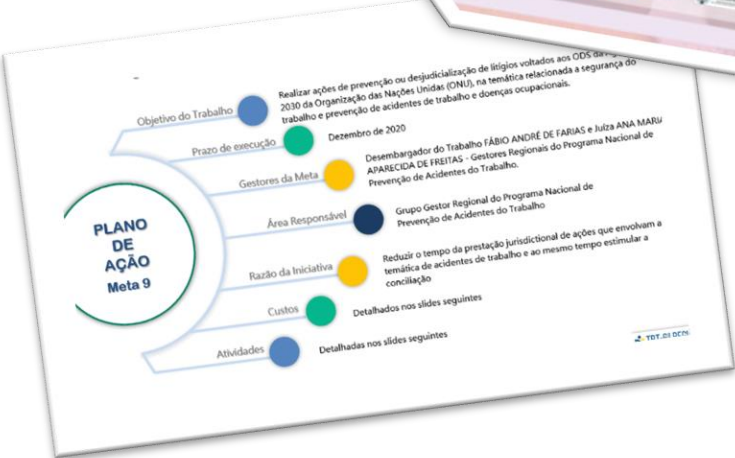 Objetivo do Trabalho
Realizar ações de prevenção ou desjudicialização de litígios voltados aos ODS da
2030 da Organização das Nações Unidas (ONU), na temática relacionada a segurança do
trabalho e prevenção de acidentes de trabalho e doenças ocupacionais.
Prazo de execução
Dezembro de 2020
Gestores da Meta
Desembargador do Trabalho FÁBIO ANDRÉ DE FARIAS e Juíza ANA MARIA
APARECIDA DE FREITAS - Gestores Regionais do Programa Nacional de
Prevenção de Acidentes do Trabalho.
PLANO
DE
AÇÃO
Meta 9
Área Responsável
Grupo Gestor Regional do Programa Nacional de
Prevenção de Acidentes do Trabalho
Razão da Iniciativa
Reduzir o tempo da prestação jurisdictional de ações que envolvam a
temática de acidentes de trabalho e ao mesmo tempo estimular a
conciliação
Custos
Detalhados nos slides seguintes
Atividades
Detalhadas nos slides seguintes